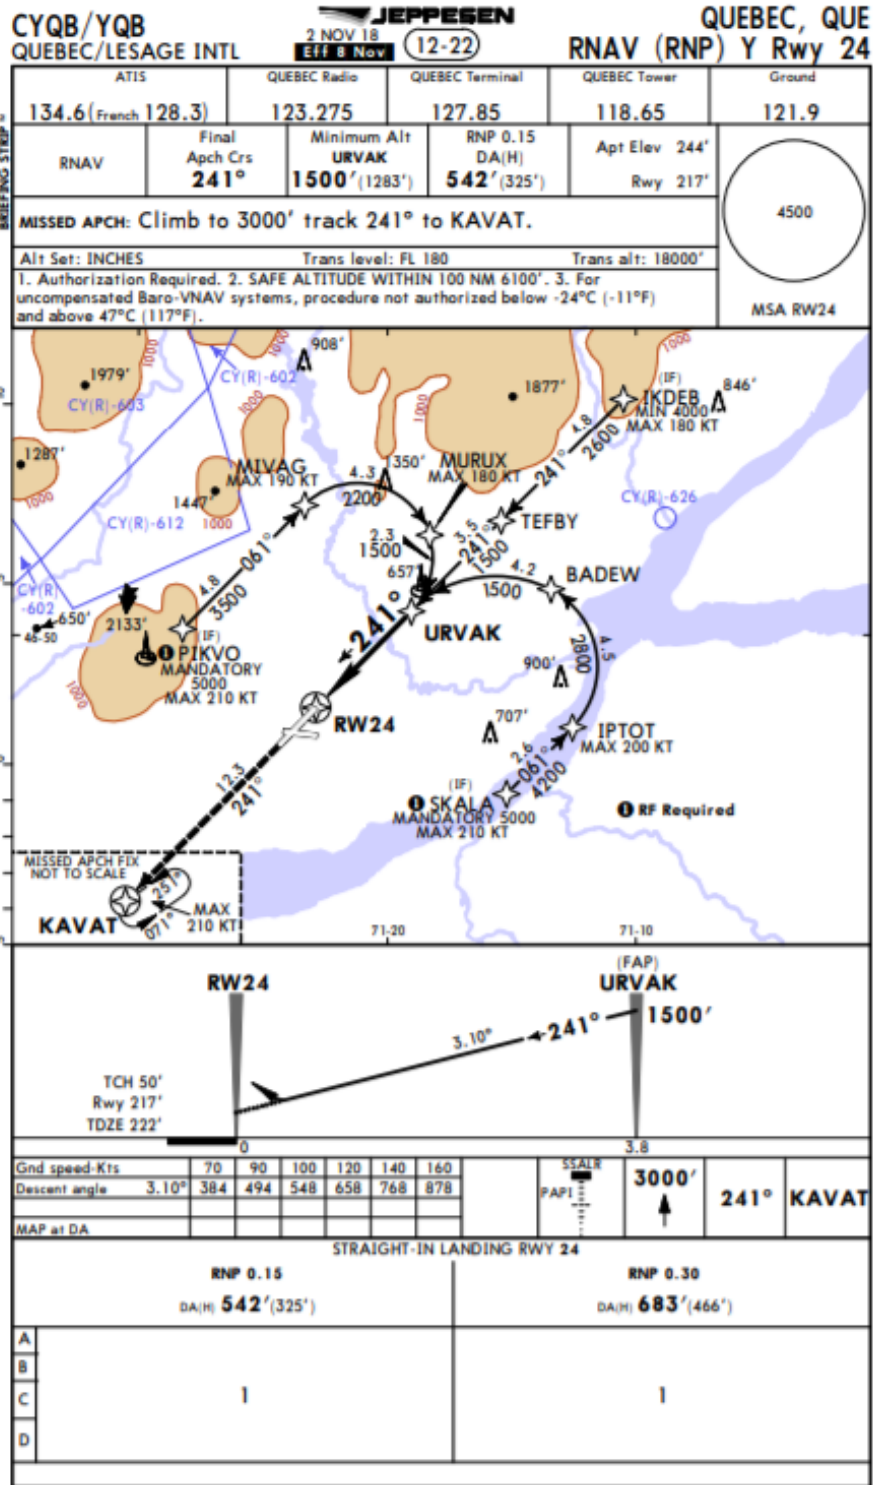 CYQB/YQB
QUEBEC/LESAGE INTL
JEPPESEN
2 NOV 18
Eff 8 Nov
12-22
QUEBEC, QUE
RNAV (RNP) Y Rwy 24
BRIEFING STRIP
ATIS QUEBEC Radio QUEBEC Terminal QUEBEC Tower Ground
134.6(French 128.3) 123.275 127.85 118.65 121.9
RNAV
Final
Apch Crs
241°
Minimum Alt
URVAK
1500'(1283')
RNP 0.15
DA(H)
542'(325')
Apt Elev 244'
Rwy 217'
4500
MSA RW24
MISSED APCH: Climb to 3000' track 241° to KAVAT.
Alt Set: INCHES Trans level: FL 180 Trans alt: 18000'
1. Authorization Required. 2. SAFE ALTITUDE WITHIN 100 NM 6100'. 3. For
uncompensated Baro-VNAV systems, procedure not authorized below -24°C (-11°F)
and above 47°C (117°F).
1979'
1000
CY(R)-603
CY(R)-602
1000
908'
1877'
1000
1000
(IF)
IKDEB
MIN 4000
MAX 180 KT
846'
4.8
241°
2600
1287'
1000
1447'
1000
CY(R)-612
MIVAG
MAX 190 KT
4.3
2200
1350'
MURUX
MAX 180 KT
CY(R)-626
TEFBY
3.5
241°
1500
2.3
1500
657'
061°
4.8
3500
4.2
1500
BADEW
CY(R)
-602
650'
46-50
2133'
(IF)
PIKVO
MANDATORY
5000
MAX 210 KT
1000
241°
URVAK
4.5
2800
900'
707'
RW24
IPTOT
MAX 200 KT
2.6
061°
4200
(IF)
SKALA
MANDATORY 5000
MAX 210 KT
RF Required
12.3
241°
MISSED APCH FIX
NOT TO SCALE
KAVAT
251°
071°
MAX
210 KT
71-20
71-10
RW24
(FAP)
URVAK
1500'
241°
3.10°
TCH 50'
Rwy 217'
TDZE 222'
0
3.8
Gnd speed-Kts 70 90 100 120 140 160
Descent angle 3.10° 384 494 548 658 768 878
MAP at DA
SSALR
PAPI
3000'
241°
KAVAT
STRAIGHT-IN LANDING RWY 24
RNP 0.15 RNP 0.30
DA(H) 542'(325') DA(H) 683'(466')
A
B
C
D
1 1